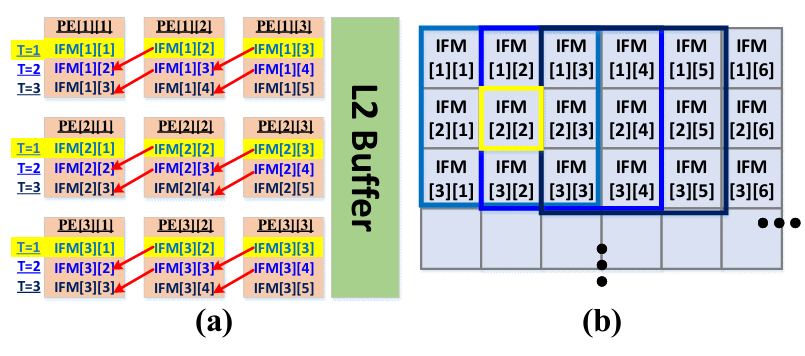 PE[1][1] PE[1][2] PE[1][3]
T=1 IFM[1][1] IFM[1][2] IFM[1][3]
T=2 IFM[1][2] IFM[1][3] IFM[1][4]
T=3 IFM[1][3] IFM[1][4] IFM[1][5]
PE[2][1] PE[2][2] PE[2][3]
T=1 IFM[2][1] IFM[2][2] IFM[2][3]
T=2 IFM[2][2] IFM[2][3] IFM[2][4]
T=3 IFM[2][3] IFM[2][4] IFM[2][5]
PE[3][1] PE[3][2] PE[3][3]
T=1 IFM[3][1] IFM[3][2] IFM[3][3]
T=2 IFM[3][2] IFM[3][3] IFM[3][4]
T=3 IFM[3][3] IFM[3][4] IFM[3][5]
L2 Buffer
(a)
IFM IFM IFM IFM IFM IFM
[1][1] [1][2] [1][3] [1][4] [1][5] [1][6]
IFM IFM IFM IFM IFM IFM
[2][1] [2][2] [2][3] [2][4] [2][5] [2][6]
IFM IFM IFM IFM IFM IFM
[3][1] [3][2] [3][3] [3][4] [3][5] [3][6]
(b)